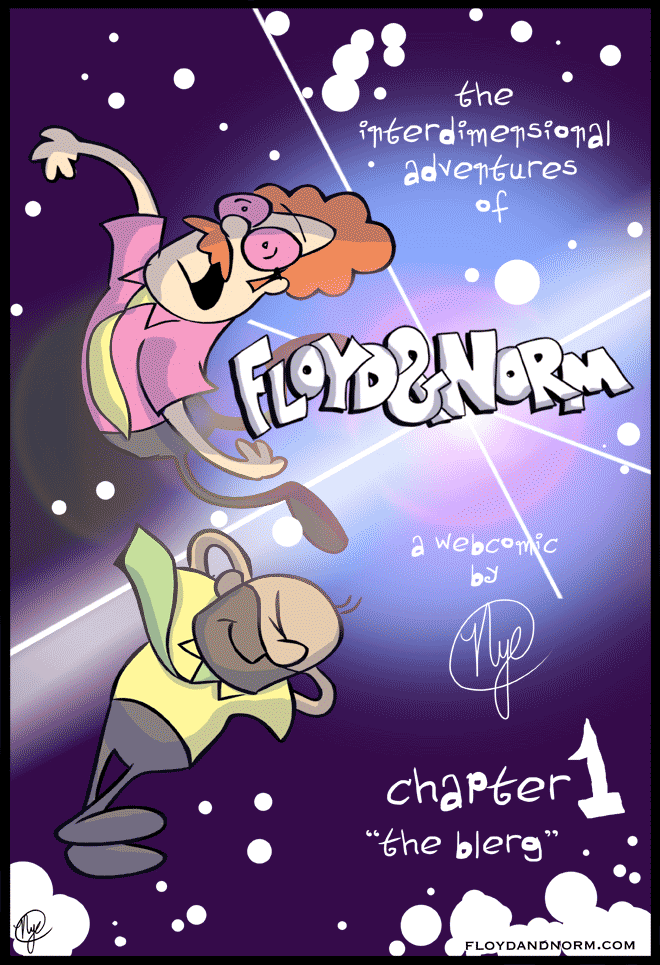 the
interdimensional
adventures
of
FLOYD & NORM
a webcomic
by
Nye
chapter 1
"the blerg"
Nye
FLOYDANDNORM.COM